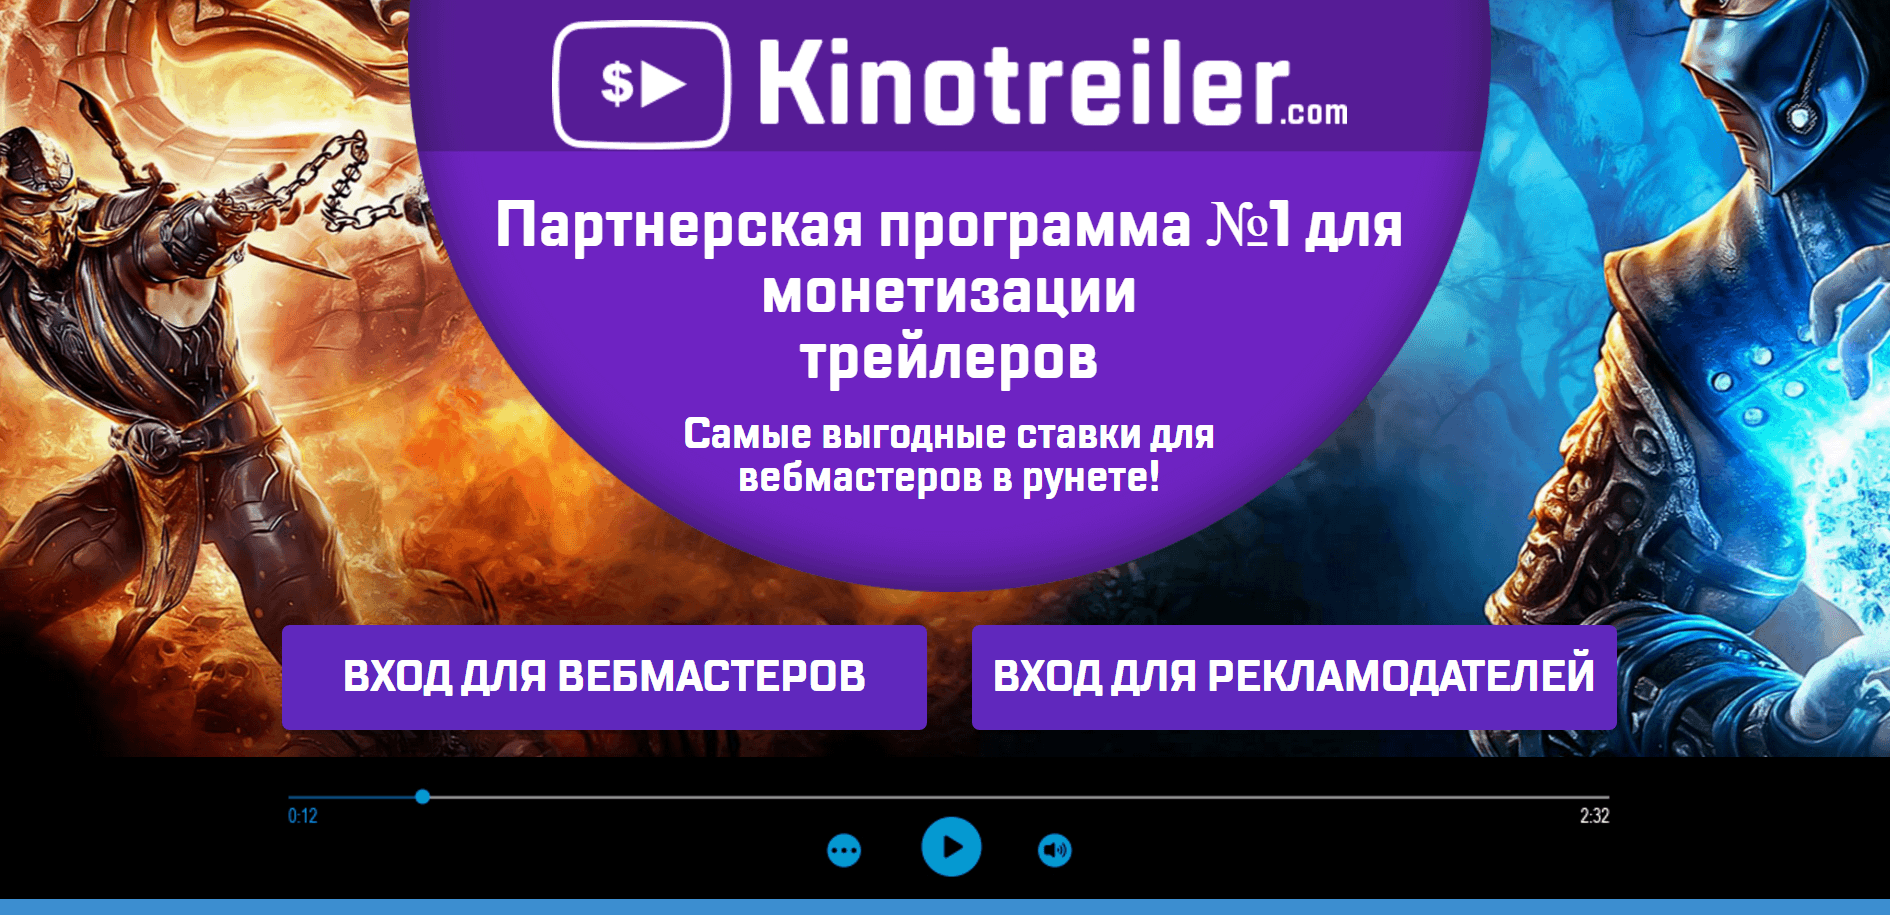 $ Kinotreiler.com
Партнерская программа №1 для
монетизации
трейлеров
Самые выгодные ставки для
вебмастеров в рунете!
ВХОД ДЛЯ ВЕБМАСТЕРОВ
ВХОД ДЛЯ РЕКЛАМОДАТЕЛЕЙ
0:12
2:32